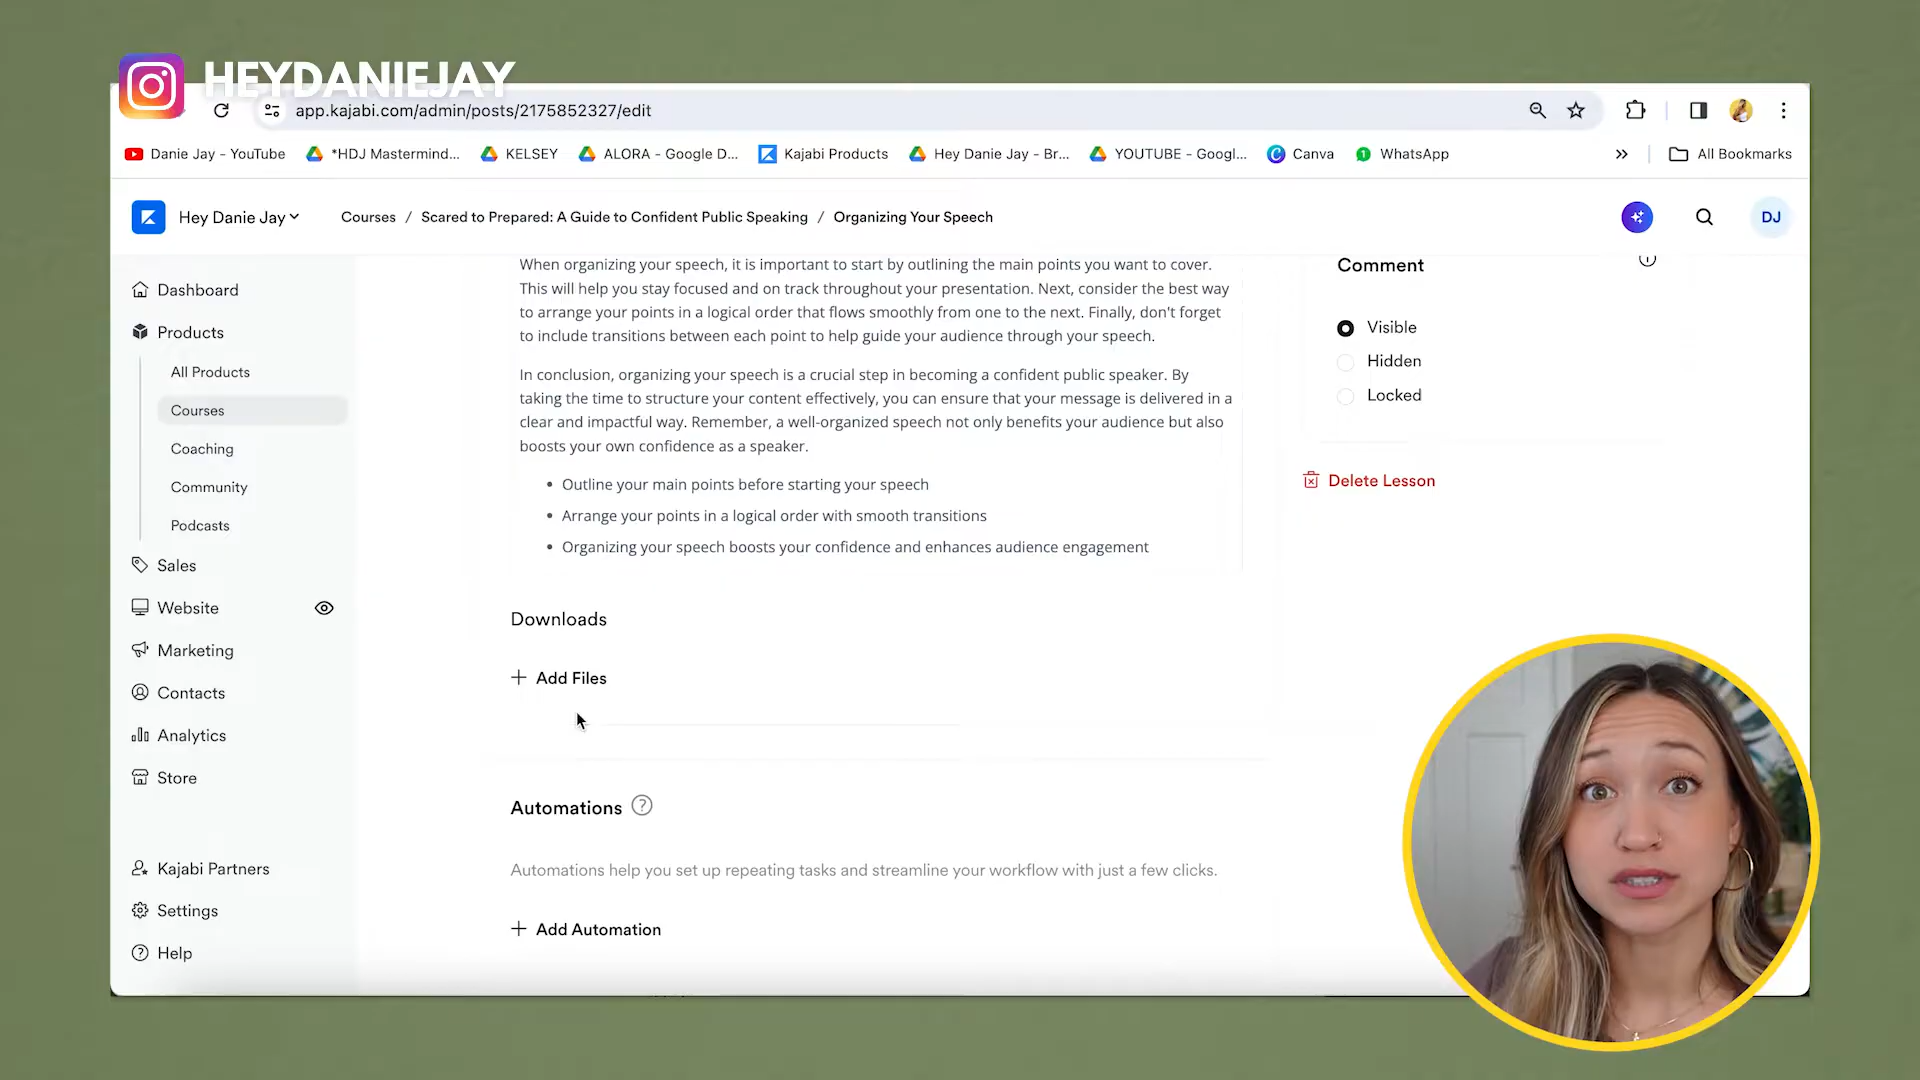 HEYDANIEJAY
app.kajabi.com/admin/posts/2175852327/edit
Danie Jay - YouTube
*HDJ Mastermind...
KELSEY
ALORA - Google D...
Kajabi Products
Hey Danie Jay - Br...
YOUTUBE - Googl...
Canva
WhatsApp
All Bookmarks
Hey Danie Jay
Courses / Scared to Prepared: A Guide to Confident Public Speaking / Organizing Your Speech
DJ
Dashboard
Products
All Products
Courses
Coaching
Community
Podcasts
Sales
Website
Marketing
Contacts
Analytics
Store
Kajabi Partners
Settings
Help
When organizing your speech, it is important to start by outlining the main points you want to cover.
This will help you stay focused and on track throughout your presentation. Next, consider the best way
to arrange your points in a logical order that flows smoothly from one to the next. Finally, don't forget
to include transitions between each point to help guide your audience through your speech.
In conclusion, organizing your speech is a crucial step in becoming a confident public speaker. By
taking the time to structure your content effectively, you can ensure that your message is delivered in a
clear and impactful way. Remember, a well-organized speech not only benefits your audience but also
boosts your own confidence as a speaker.
• Outline your main points before starting your speech
• Arrange your points in a logical order with smooth transitions
• Organizing your speech boosts your confidence and enhances audience engagement
Downloads
+ Add Files
Automations ?
Automations help you set up repeating tasks and streamline your workflow with just a few clicks.
+ Add Automation
Comment
Visible
Hidden
Locked
Delete Lesson